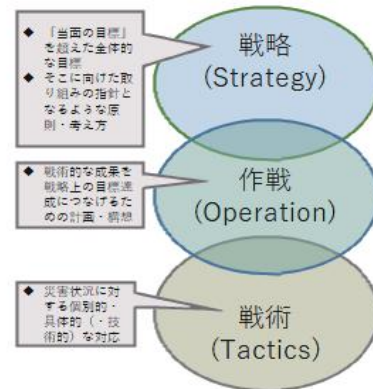 ◆ 「当面の目標」
を超えた全体的
な目標
◆ そこに向けた取
り組みの指針と
なるような原
則・考え方
戦略
(Strategy)
◆ 戦術的な成果を
戦略上の目標達
成につなげるた
めの計画・構想
作戦
(Operation)
◆ 災害状況に対
する個別的・
具体的（・技
術的）な対応
戦術
(Tactics)